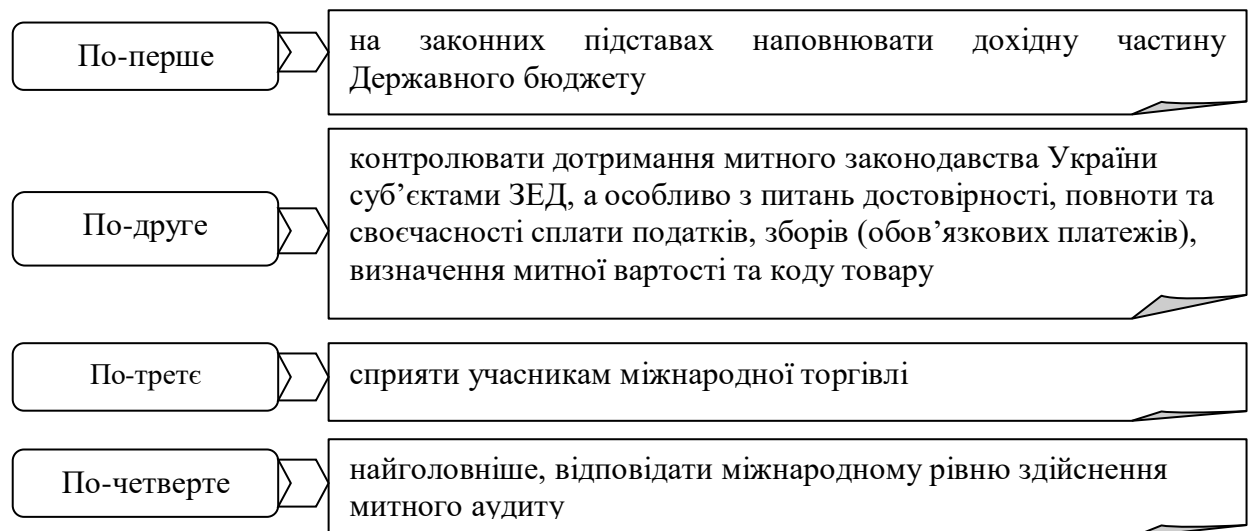 По-перше
на законних підставах наповнювати дохідну частину
Державного бюджету
По-друге
контролювати дотримання митного законодавства України
суб’єктами ЗЕД, а особливо з питань достовірності, повноти та
своєчасності сплати податків, зборів (обов’язкових платежів),
визначення митної вартості та коду товару
По-третє
сприяти учасникам міжнародної торгівлі
По-четверте
найголовніше, відповідати міжнародному рівню здійснення
митного аудиту